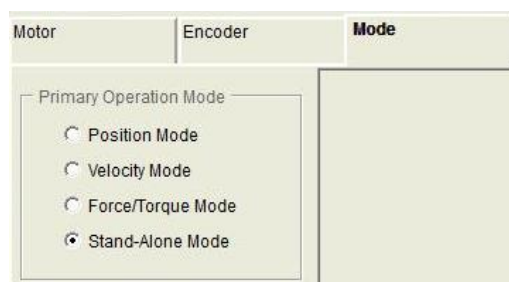 Motor Encoder Mode
Primary Operation Mode
Position Mode
Velocity Mode
Force/Torque Mode
Stand-Alone Mode